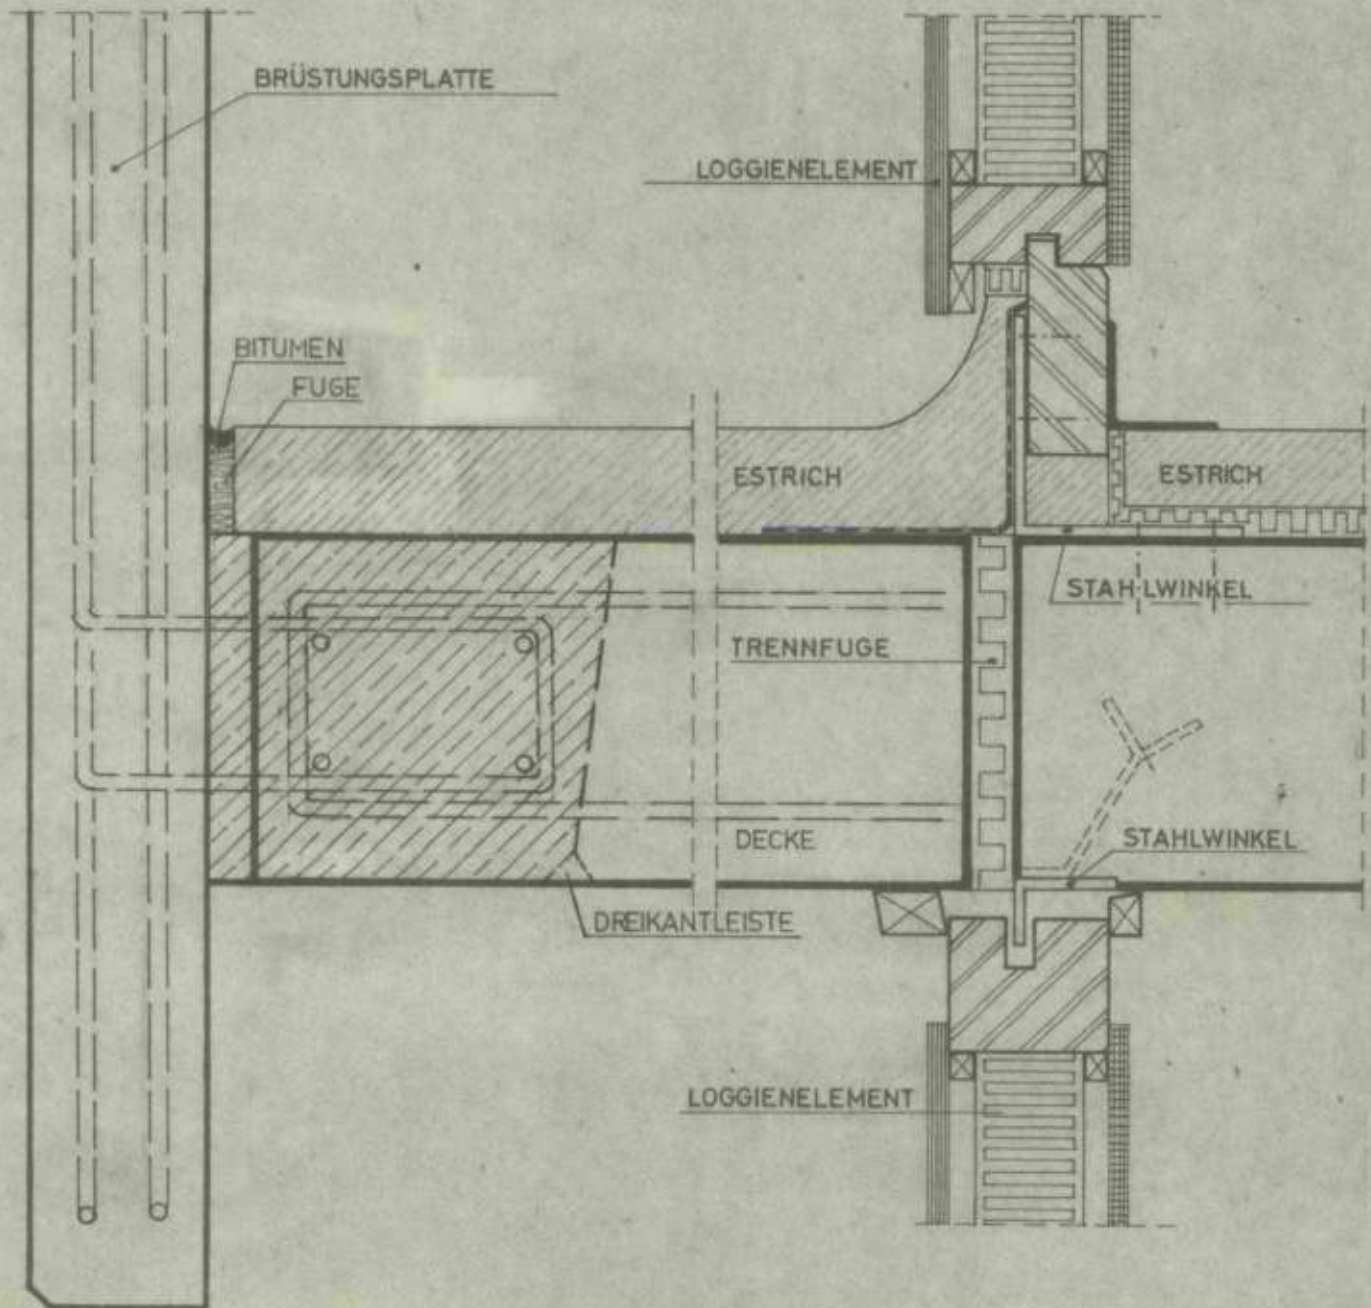 BRÜSTUNGSPLATTE
LOGGIENELEMENT
BITUMEN
FUGE
ESTRICH
ESTRICH
STAHLWINKEL
TRENNFUGE
DECKE
STAHLWINKEL
DREIKANTLEISTE
LOGGIENELEMENT